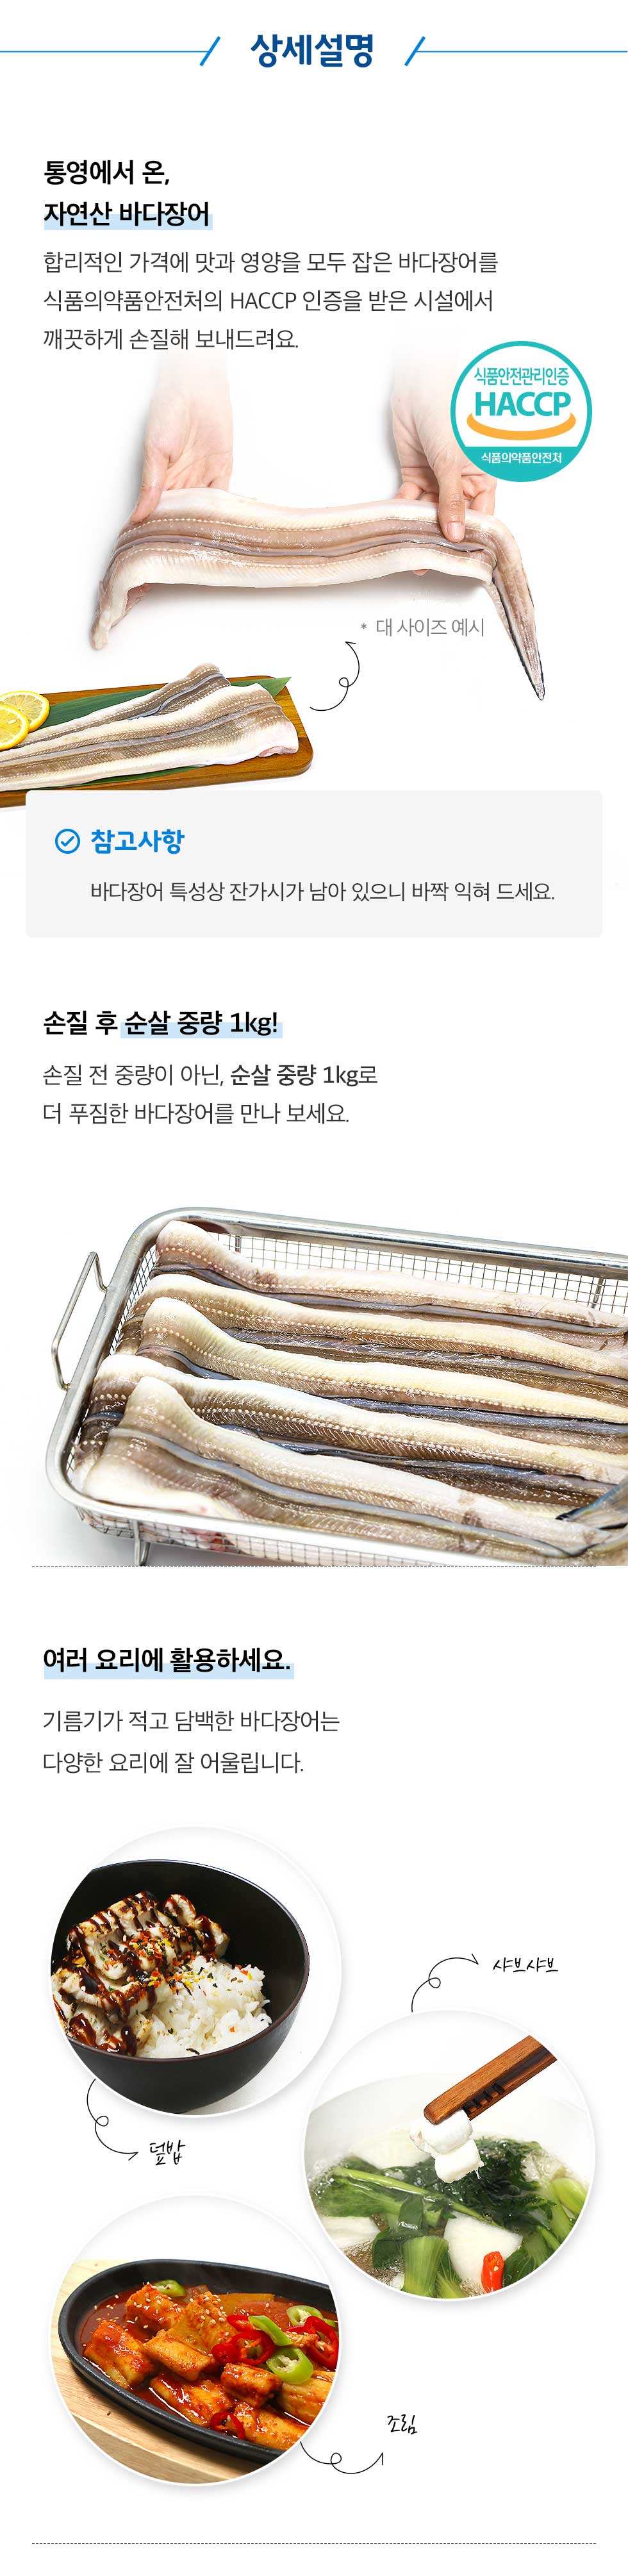 상세설명
통영에서 온,
자연산 바다장어
합리적인 가격에 맛과 영양을 모두 잡은 바다장어를
식품의약품안전처의 HACCP 인증을 받은 시설에서
깨끗하게 손질해 보내드려요.
식품안전관리인증
HACCP
식품의약품안전처
* 대 사이즈 예시
참고사항
바다장어 특성상 잔가시가 남아 있으니 바짝 익혀 드세요.
손질 후 순살 중량 1kg!
손질 전 중량이 아닌, 순살 중량 1kg로
더 푸짐한 바다장어를 만나 보세요.
여러 요리에 활용하세요.
기름기가 적고 담백한 바다장어는
다양한 요리에 잘 어울립니다.
샤브샤브
덮밥
조림